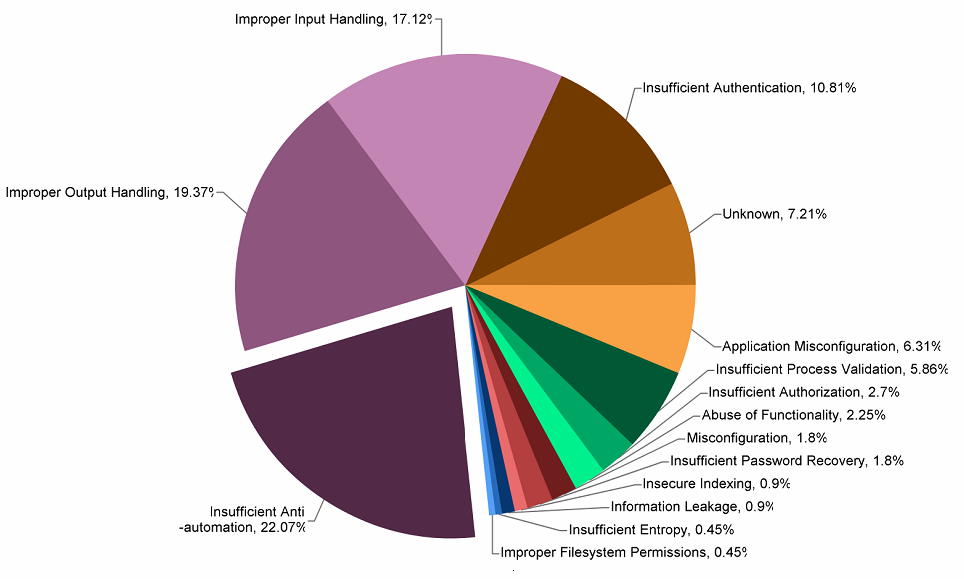 Improper Input Handling, 17.12%
Insufficient Authentication, 10.81%
Improper Output Handling, 19.37%
Unknown, 7.21%
Application Misconfiguration, 6.31%
Insufficient Process Validation, 5.86%
Insufficient Authorization, 2.7%
Abuse of Functionality, 2.25%
Misconfiguration, 1.8%
Insufficient Password Recovery, 1.8%
Insecure Indexing, 0.9%
Information Leakage, 0.9%
Insufficient Anti
-automation, 22.07%
Insufficient Entropy, 0.45%
Improper Filesystem Permissions, 0.45%